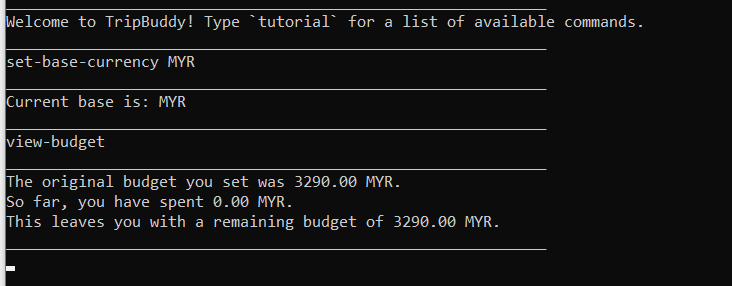 Welcome to TripBuddy! Type `tutorial` for a list of available commands.
set-base-currency MYR
Current base is: MYR
view-budget
The original budget you set was 3290.00 MYR.
So far, you have spent 0.00 MYR.
This leaves you with a remaining budget of 3290.00 MYR.